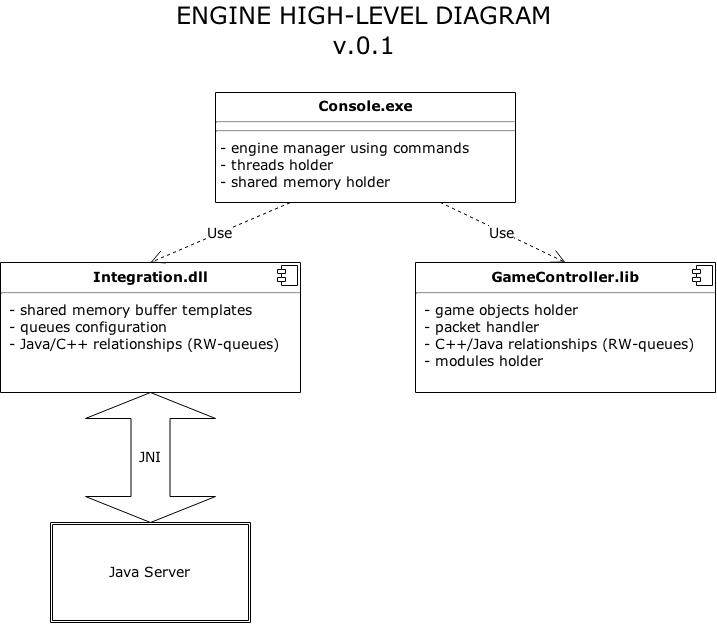 ENGINE HIGH-LEVEL DIAGRAM
v.0.1
Console.exe
- engine manager using commands
- threads holder
- shared memory holder
Use
Use
Integration.dll
- shared memory buffer templates
- queues configuration
- Java/C++ relationships (RW-queues)
GameController.lib
- game objects holder
- packet handler
- C++/Java relationships (RW-queues)
- modules holder
JNI
Java Server